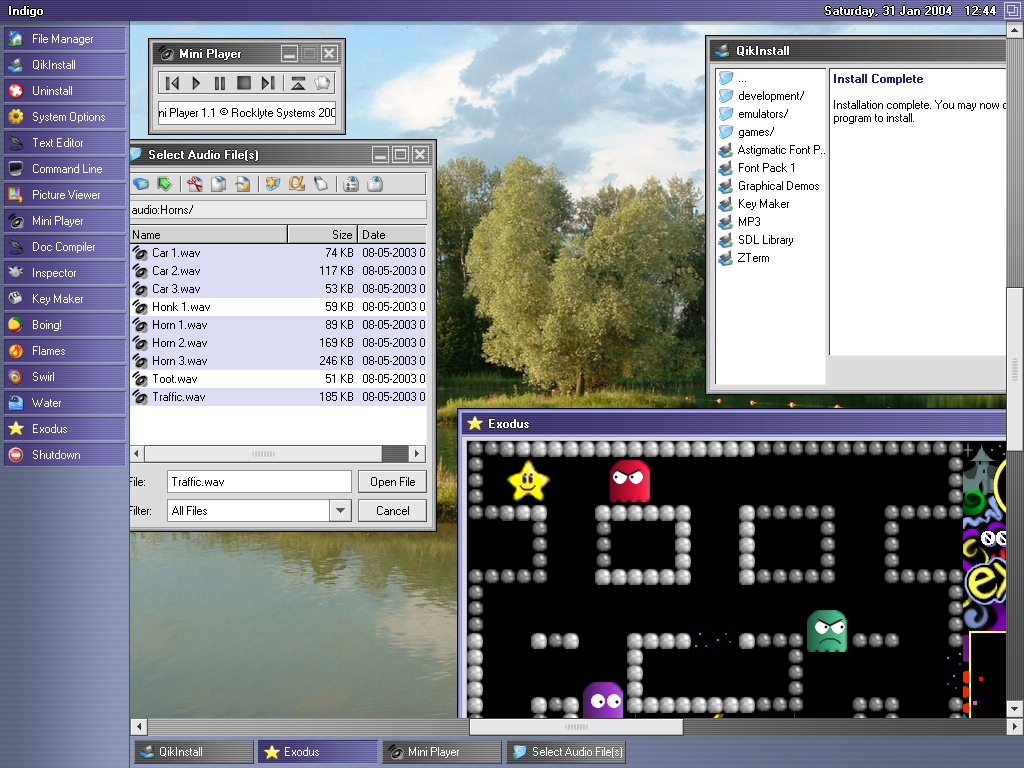 Indigo
Saturday, 31 Jan 2004 12:44
File Manager
QikInstall
Uninstall
System Options
Text Editor
Command Line
Picture Viewer
Mini Player
Doc Compiler
Inspector
Key Maker
Boing!
Flames
Swirl
Water
Exodus
Shutdown
Mini Player
ni Player 1.1 © Rocklyte Systems 200
Select Audio File(s)
audio:Horns/
Name Size Date
Car 1.wav 74 KB 08-05-2003 0
Car 2.wav 117 KB 08-05-2003 0
Car 3.wav 53 KB 08-05-2003 0
Honk 1.wav 59 KB 08-05-2003 0
Horn 1.wav 89 KB 08-05-2003 0
Horn 2.wav 169 KB 08-05-2003 0
Horn 3.wav 246 KB 08-05-2003 0
Toot.wav 51 KB 08-05-2003 0
Traffic.wav 185 KB 08-05-2003 0
File: Traffic.wav Open File
Filter: All Files Cancel
QikInstall
...
development/
emulators/
games/
Astigmatic Font P..
Font Pack 1
Graphical Demos
Key Maker
MP3
SDL Library
ZTerm
Install Complete
Installation complete. You may now c
program to install.
Exodus
00
ex
QikInstall
Exodus
Mini Player
Select Audio File(s)